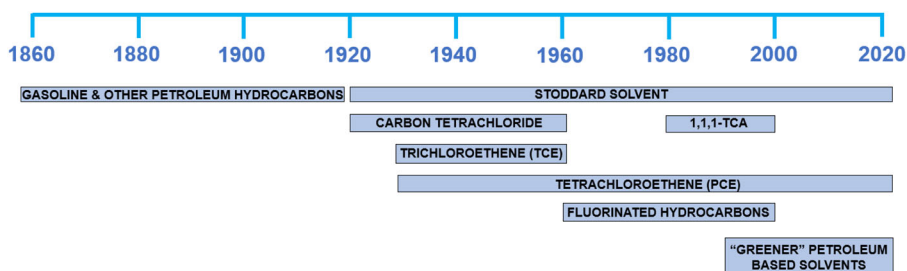 1860 1880 1900 1920 1940 1960 1980 2000 2020
GASOLINE & OTHER PETROLEUM HYDROCARBONS STODDARD SOLVENT
CARBON TETRACHLORIDE 1,1,1-TCA
TRICHLOROETHENE (TCE)
TETRACHLOROETHENE (PCE)
FLUORINATED HYDROCARBONS
“GREENER” PETROLEUM
BASED SOLVENTS